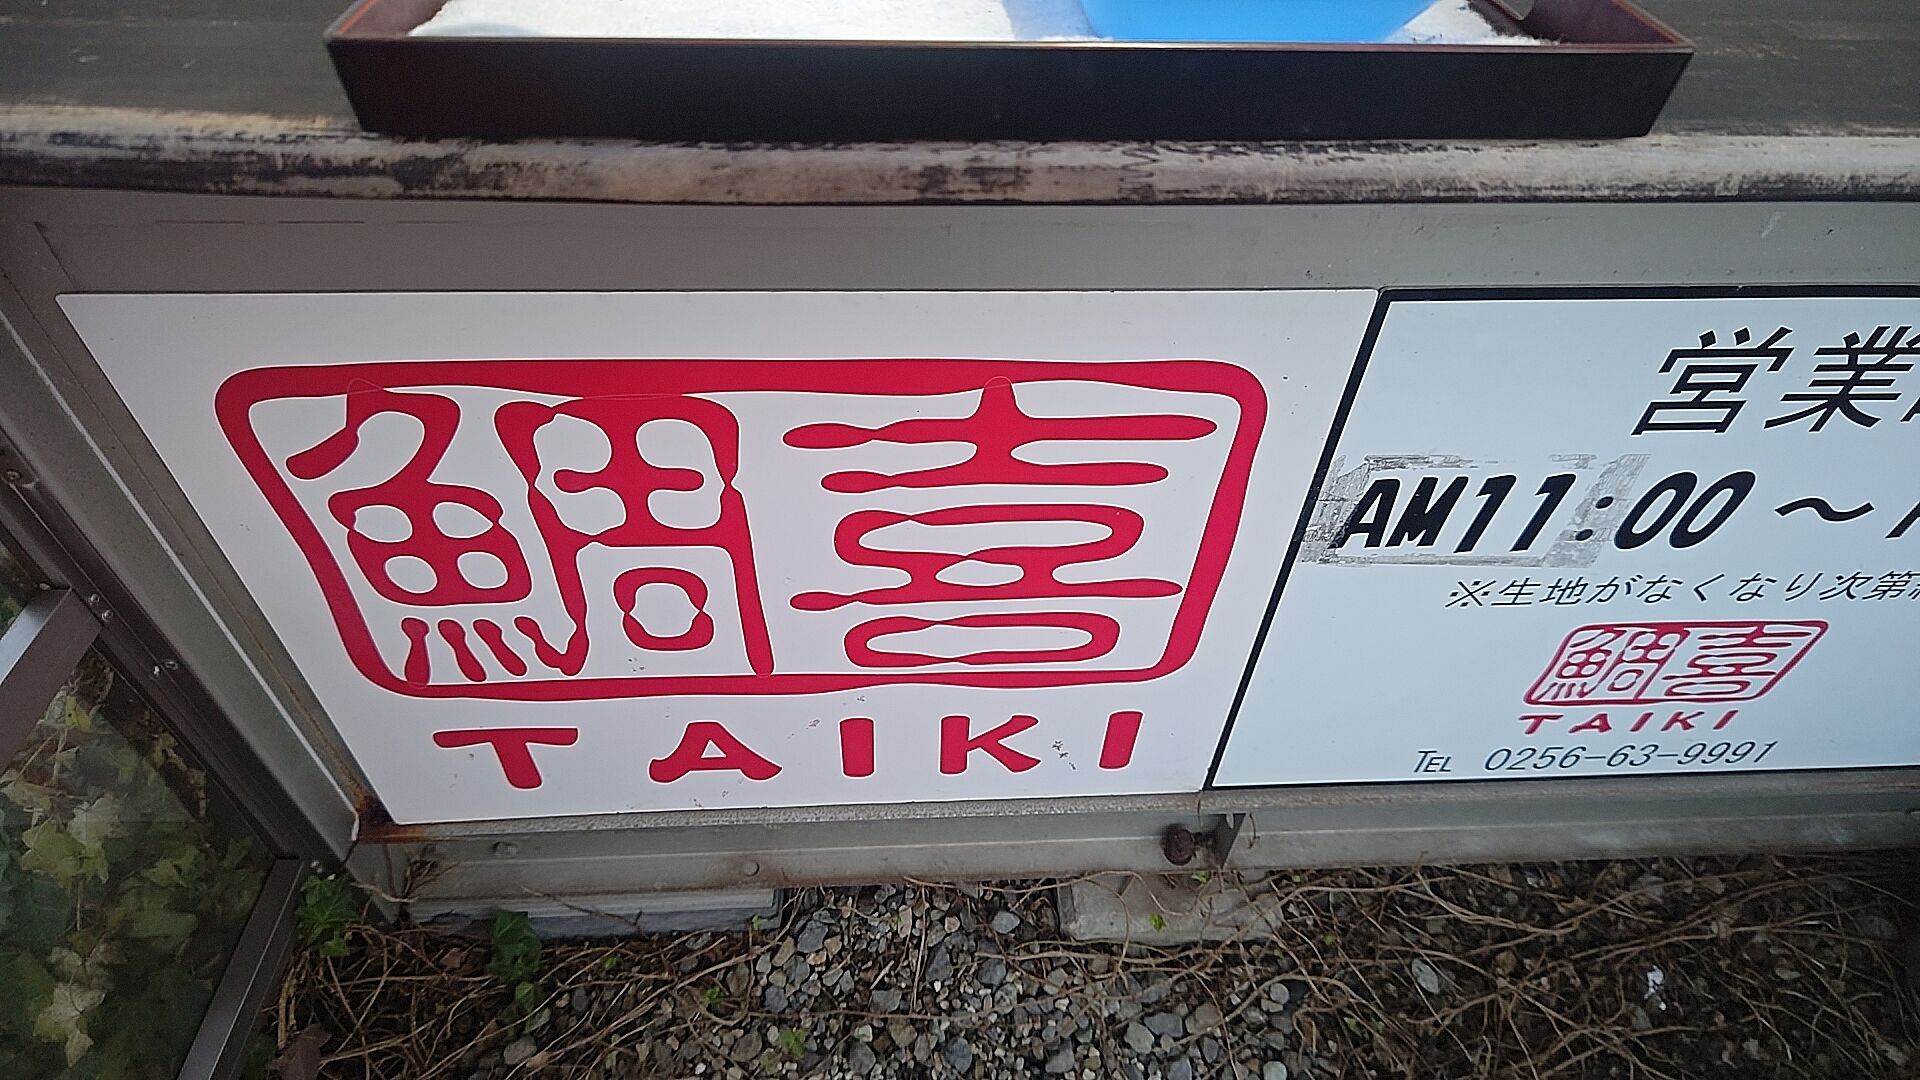 鯛喜
TAIKI
営業
AM11:00～
※生地がなくなり次第
鯛喜
TAIKI
TEL 0256-63-9991